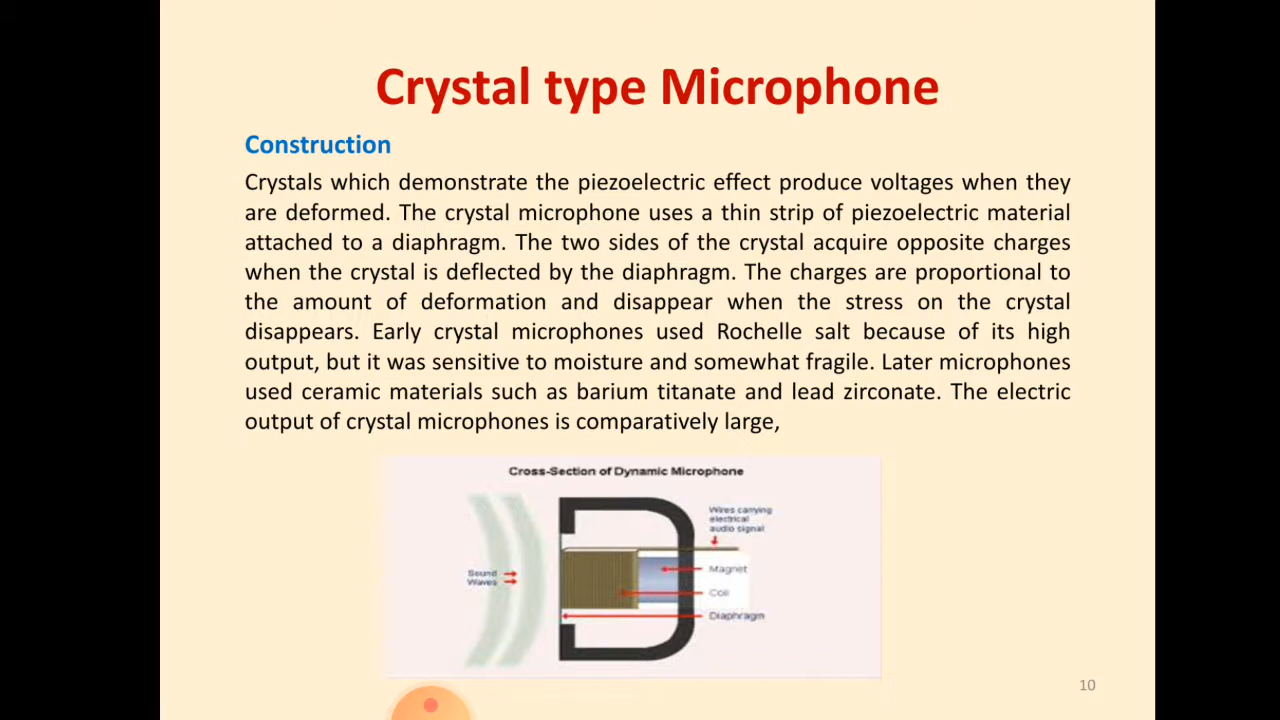 Crystal type Microphone
Construction
Crystals which demonstrate the piezoelectric effect produce voltages when they
are deformed. The crystal microphone uses a thin strip of piezoelectric material
attached to a diaphragm. The two sides of the crystal acquire opposite charges
when the crystal is deflected by the diaphragm. The charges are proportional to
the amount of deformation and disappear when the stress on the crystal
disappears. Early crystal microphones used Rochelle salt because of its high
output, but it was sensitive to moisture and somewhat fragile. Later microphones
used ceramic materials such as barium titanate and lead zirconate. The electric
output of crystal microphones is comparatively large,
Cross-Section of Dynamic Microphone
Wires carrying
electrical
audio signal
Sound
Waves
Magnet
Coil
Diaphragm
10